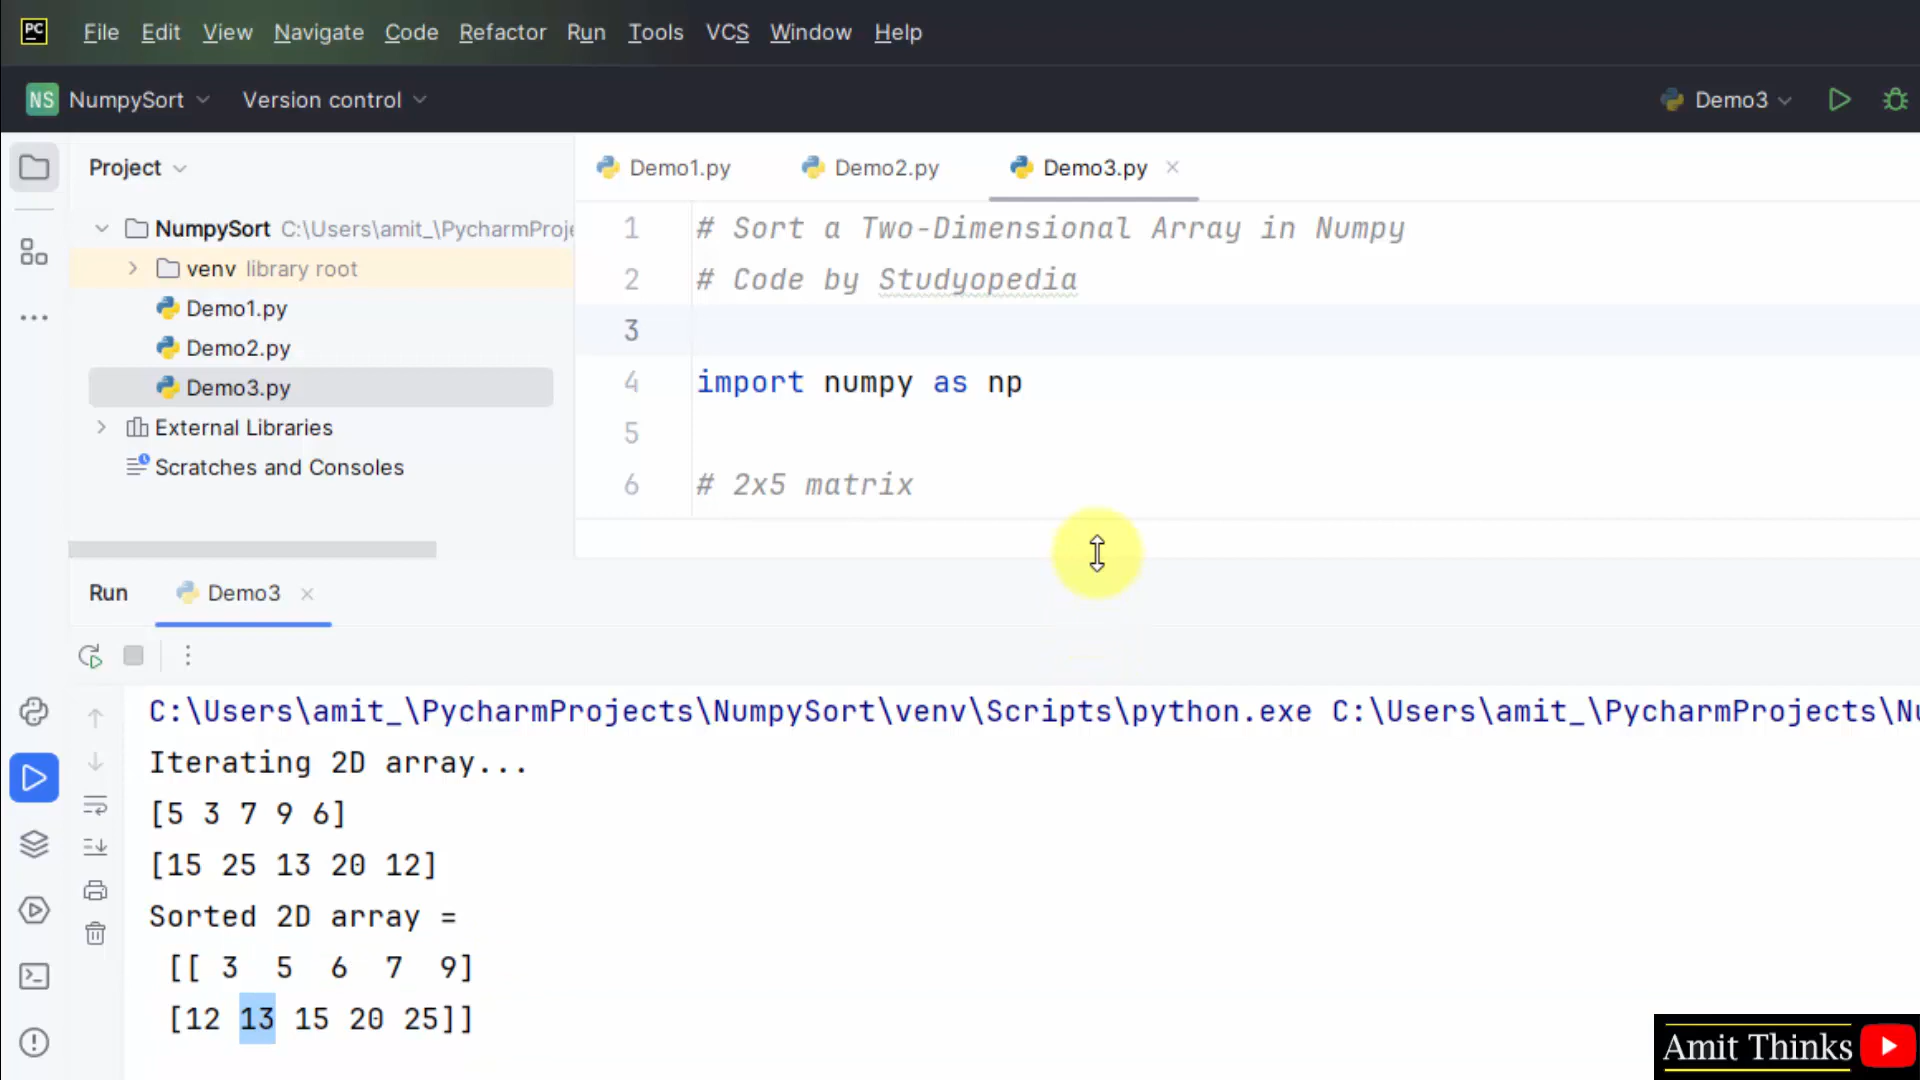 PC File Edit View Navigate Code Refactor Run Tools VCS Window Help
NS NumpySort Version control Demo3
Project Demo1.py Demo2.py Demo3.py
NumpySort C:\Users\amit_\PycharmProje
venv library root
Demo1.py
Demo2.py
Demo3.py
External Libraries
Scratches and Consoles
1 # Sort a Two-Dimensional Array in Numpy
2 # Code by Studyopedia
3
4 import numpy as np
5
6 # 2x5 matrix
Run Demo3
C:\Users\amit_\PycharmProjects\NumpySort\venv\Scripts\python.exe C:\Users\amit_\PycharmProjects\Nu
Iterating 2D array...
[5 3 7 9 6]
[15 25 13 20 12]
Sorted 2D array =
[[ 3  5  6  7  9]
[12 13 15 20 25]]
Amit Thinks